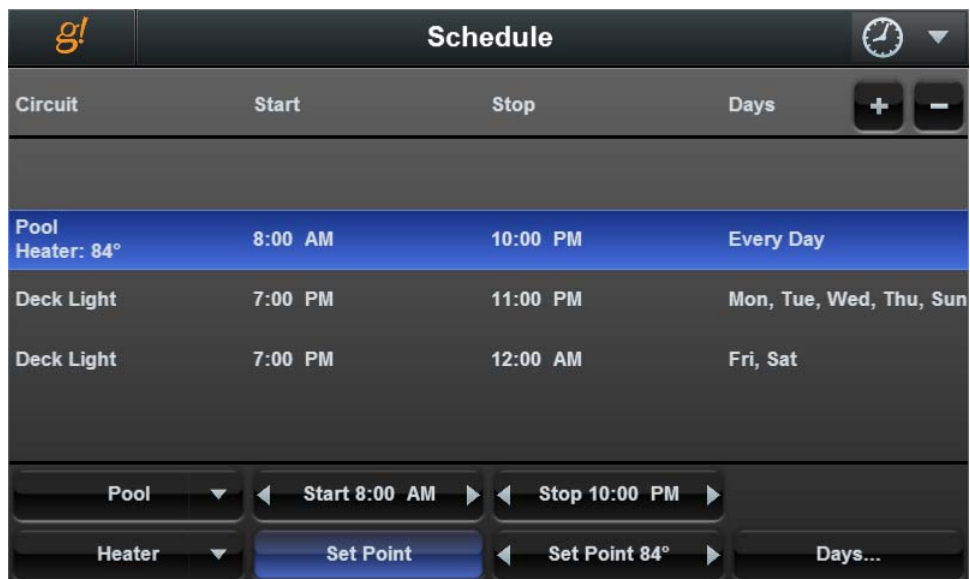 g! Schedule
Circuit Start Stop Days + −
Pool
Heater: 84° 8:00 AM 10:00 PM Every Day
Deck Light 7:00 PM 11:00 PM Mon, Tue, Wed, Thu, Sun
Deck Light 7:00 PM 12:00 AM Fri, Sat
Pool Start 8:00 AM Stop 10:00 PM
Heater Set Point Set Point 84° Days...